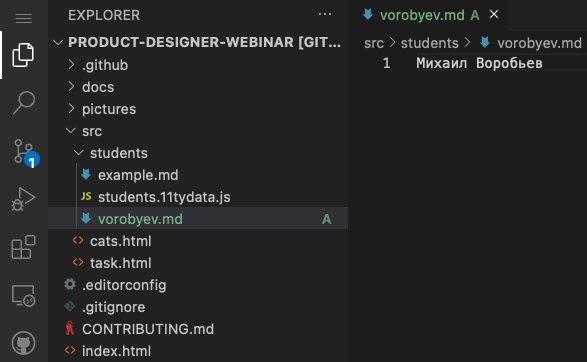 EXPLORER
···
PRODUCT-DESIGNER-WEBINAR [GIT...
.github
docs
pictures
src
students
example.md
JS students.11tydata.js
vorobyev.md A
cats.html
task.html
.editorconfig
.gitignore
CONTRIBUTING.md
index.html
1
vorobyev.md A
src > students > vorobyev.md
1 Михаил Воробьев